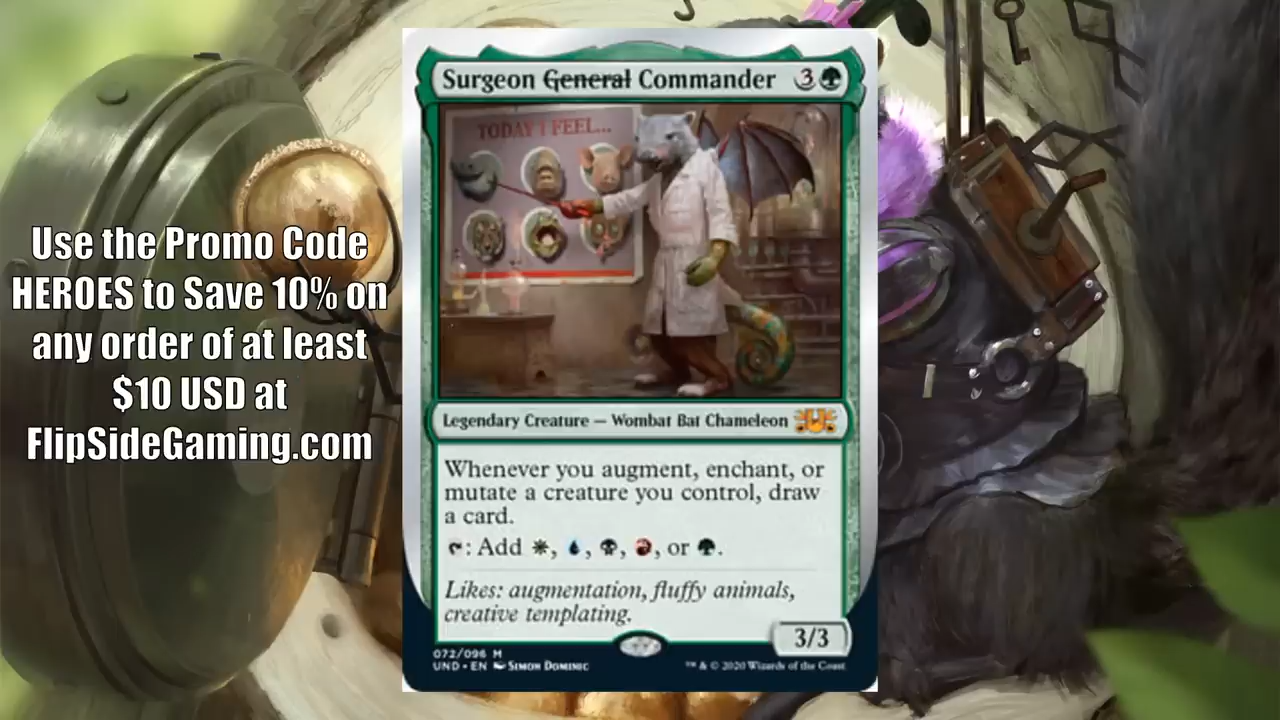 Use the Promo Code
HEROES to Save 10% on
any order of at least
$10 USD at
FlipSideGaming.com
Surgeon General Commander 3
TODAY I FEEL...
Legendary Creature — Wombat Bat Chameleon
Whenever you augment, enchant, or
mutate a creature you control, draw
a card.
: Add , , , , or .
Likes: augmentation, fluffy animals,
creative templating.
3/3
072/096 M
UND • EN Simon Dominic
™ & © 2020 Wizards of the Coast